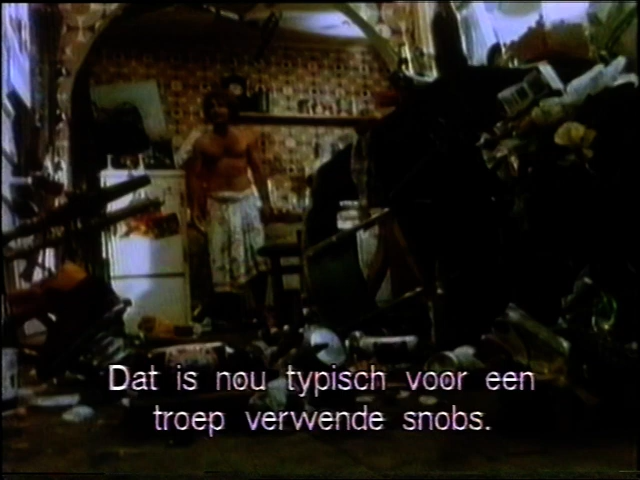 Dat is nou typisch voor een
troep verwende snobs.